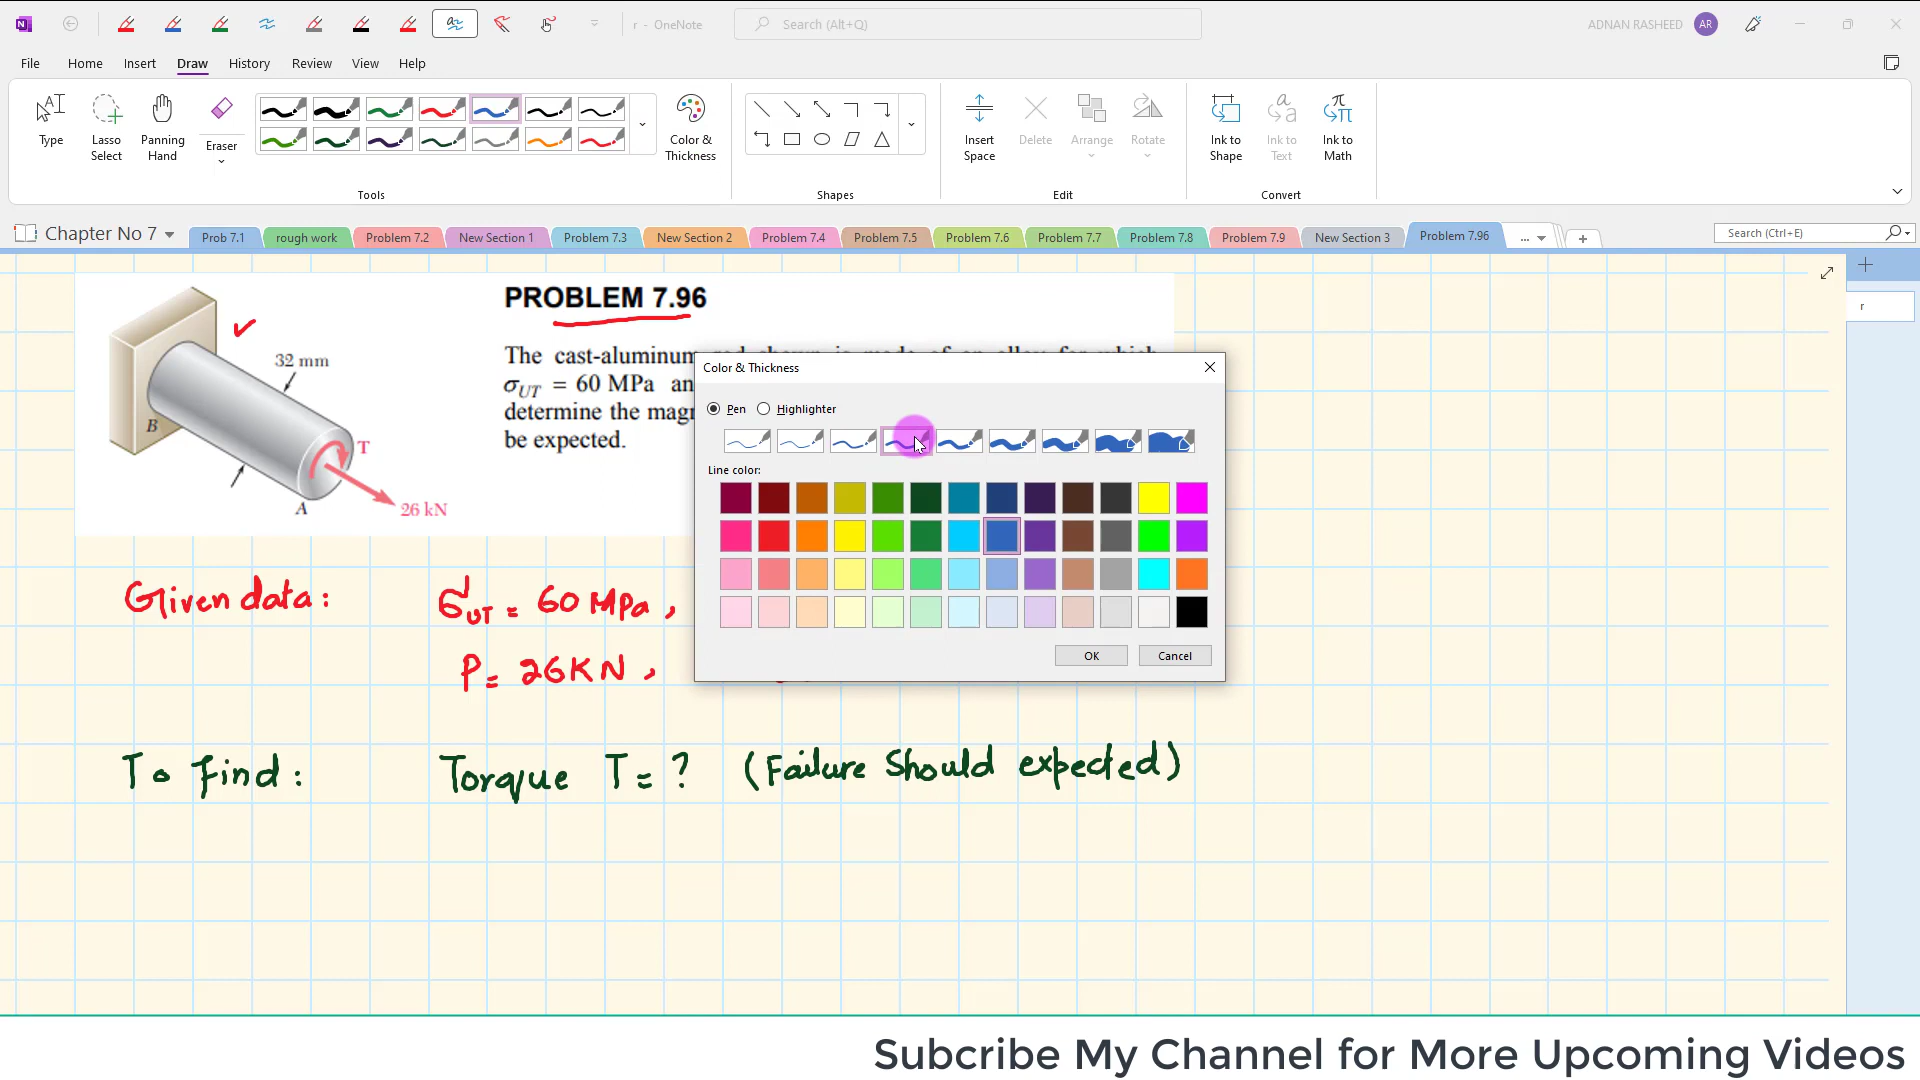 r - OneNote
Search (Alt+Q)
ADNAN RASHEED AR
File Home Insert Draw History Review View Help
Type
Lasso Select
Panning Hand
Eraser
Color & Thickness
Insert Space
Delete
Arrange
Rotate
Ink to Shape
Ink to Text
Ink to Math
Tools Shapes Edit Convert
Chapter No 7 Prob 7.1 rough work Problem 7.2 New Section 1 Problem 7.3 New Section 2 Problem 7.4 Problem 7.5 Problem 7.6 Problem 7.7 Problem 7.8 Problem 7.9 New Section 3 Problem 7.96 ... Search (Ctrl+E)
r
PROBLEM 7.96
The cast-aluminum
σUT = 60 MPa an
determine the magr
be expected.
32 mm
B
T
A
26 kN
Color & Thickness
Pen Highlighter
Line color:
OK Cancel
Given data: σUT = 60 MPa,
P = 26KN,
To find: Torque T = ? (Failure Should expected)
Subcribe My Channel for More Upcoming Videos